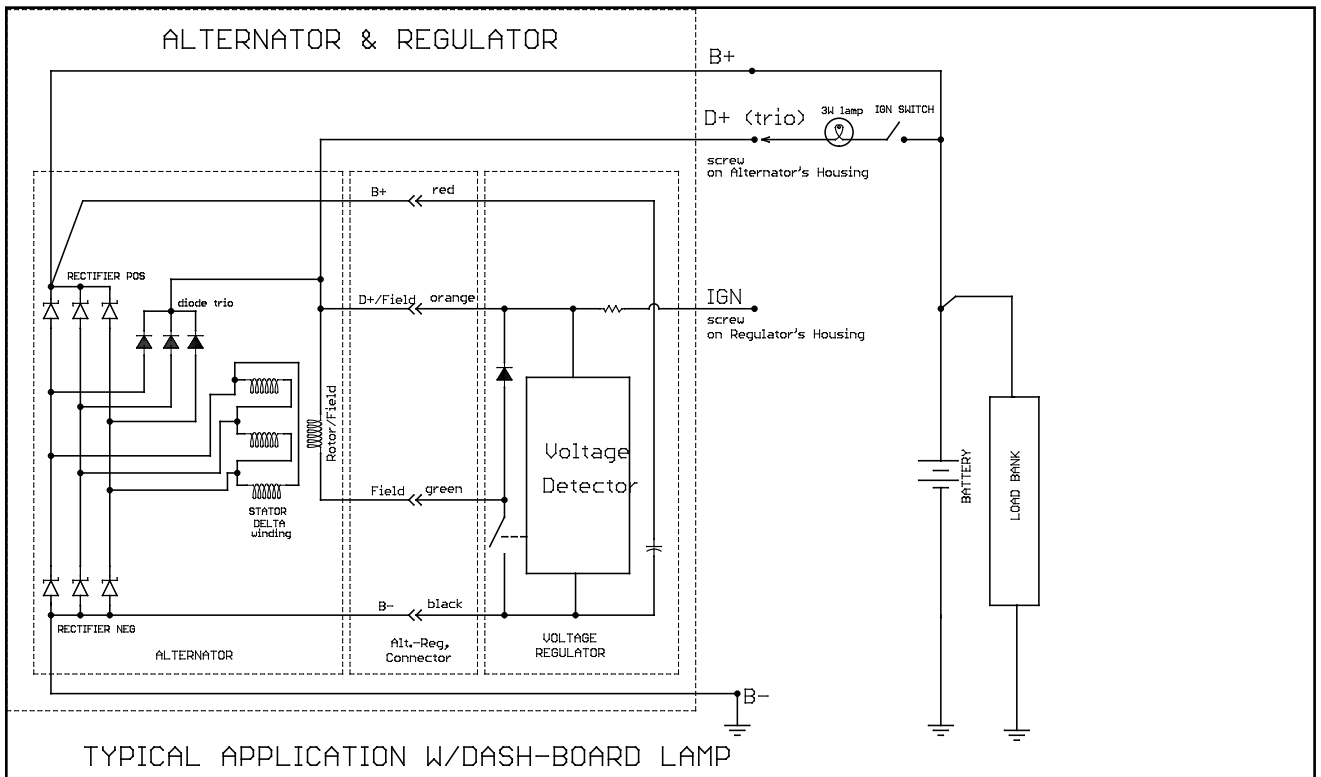 ALTERNATOR & REGULATOR
B+
D+ (trio)
3W lamp
IGN SWITCH
screw
on Alternator's Housing
B+
red
RECTIFIER POS
diode trio
D+/Field
orange
IGN
screw
on Regulator's Housing
Rotor/Field
Voltage
Detector
Field
green
STATOR
DELTA
winding
BATTERY
LOAD BANK
B-
black
RECTIFIER NEG
ALTERNATOR
Alt.-Reg,
Connector
VOLTAGE
REGULATOR
B-
TYPICAL APPLICATION W/DASH-BOARD LAMP